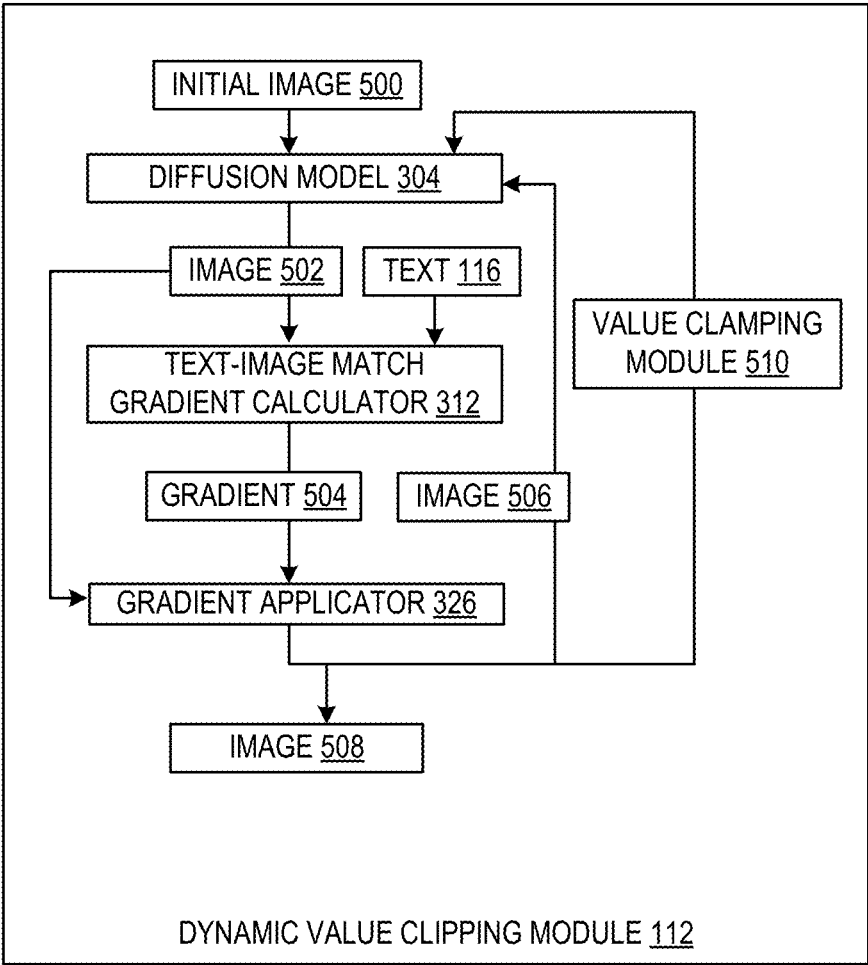 INITIAL IMAGE 500
DIFFUSION MODEL 304
IMAGE 502
TEXT 116
VALUE CLAMPING
MODULE 510
TEXT-IMAGE MATCH
GRADIENT CALCULATOR 312
GRADIENT 504
IMAGE 506
GRADIENT APPLICATOR 326
IMAGE 508
DYNAMIC VALUE CLIPPING MODULE 112